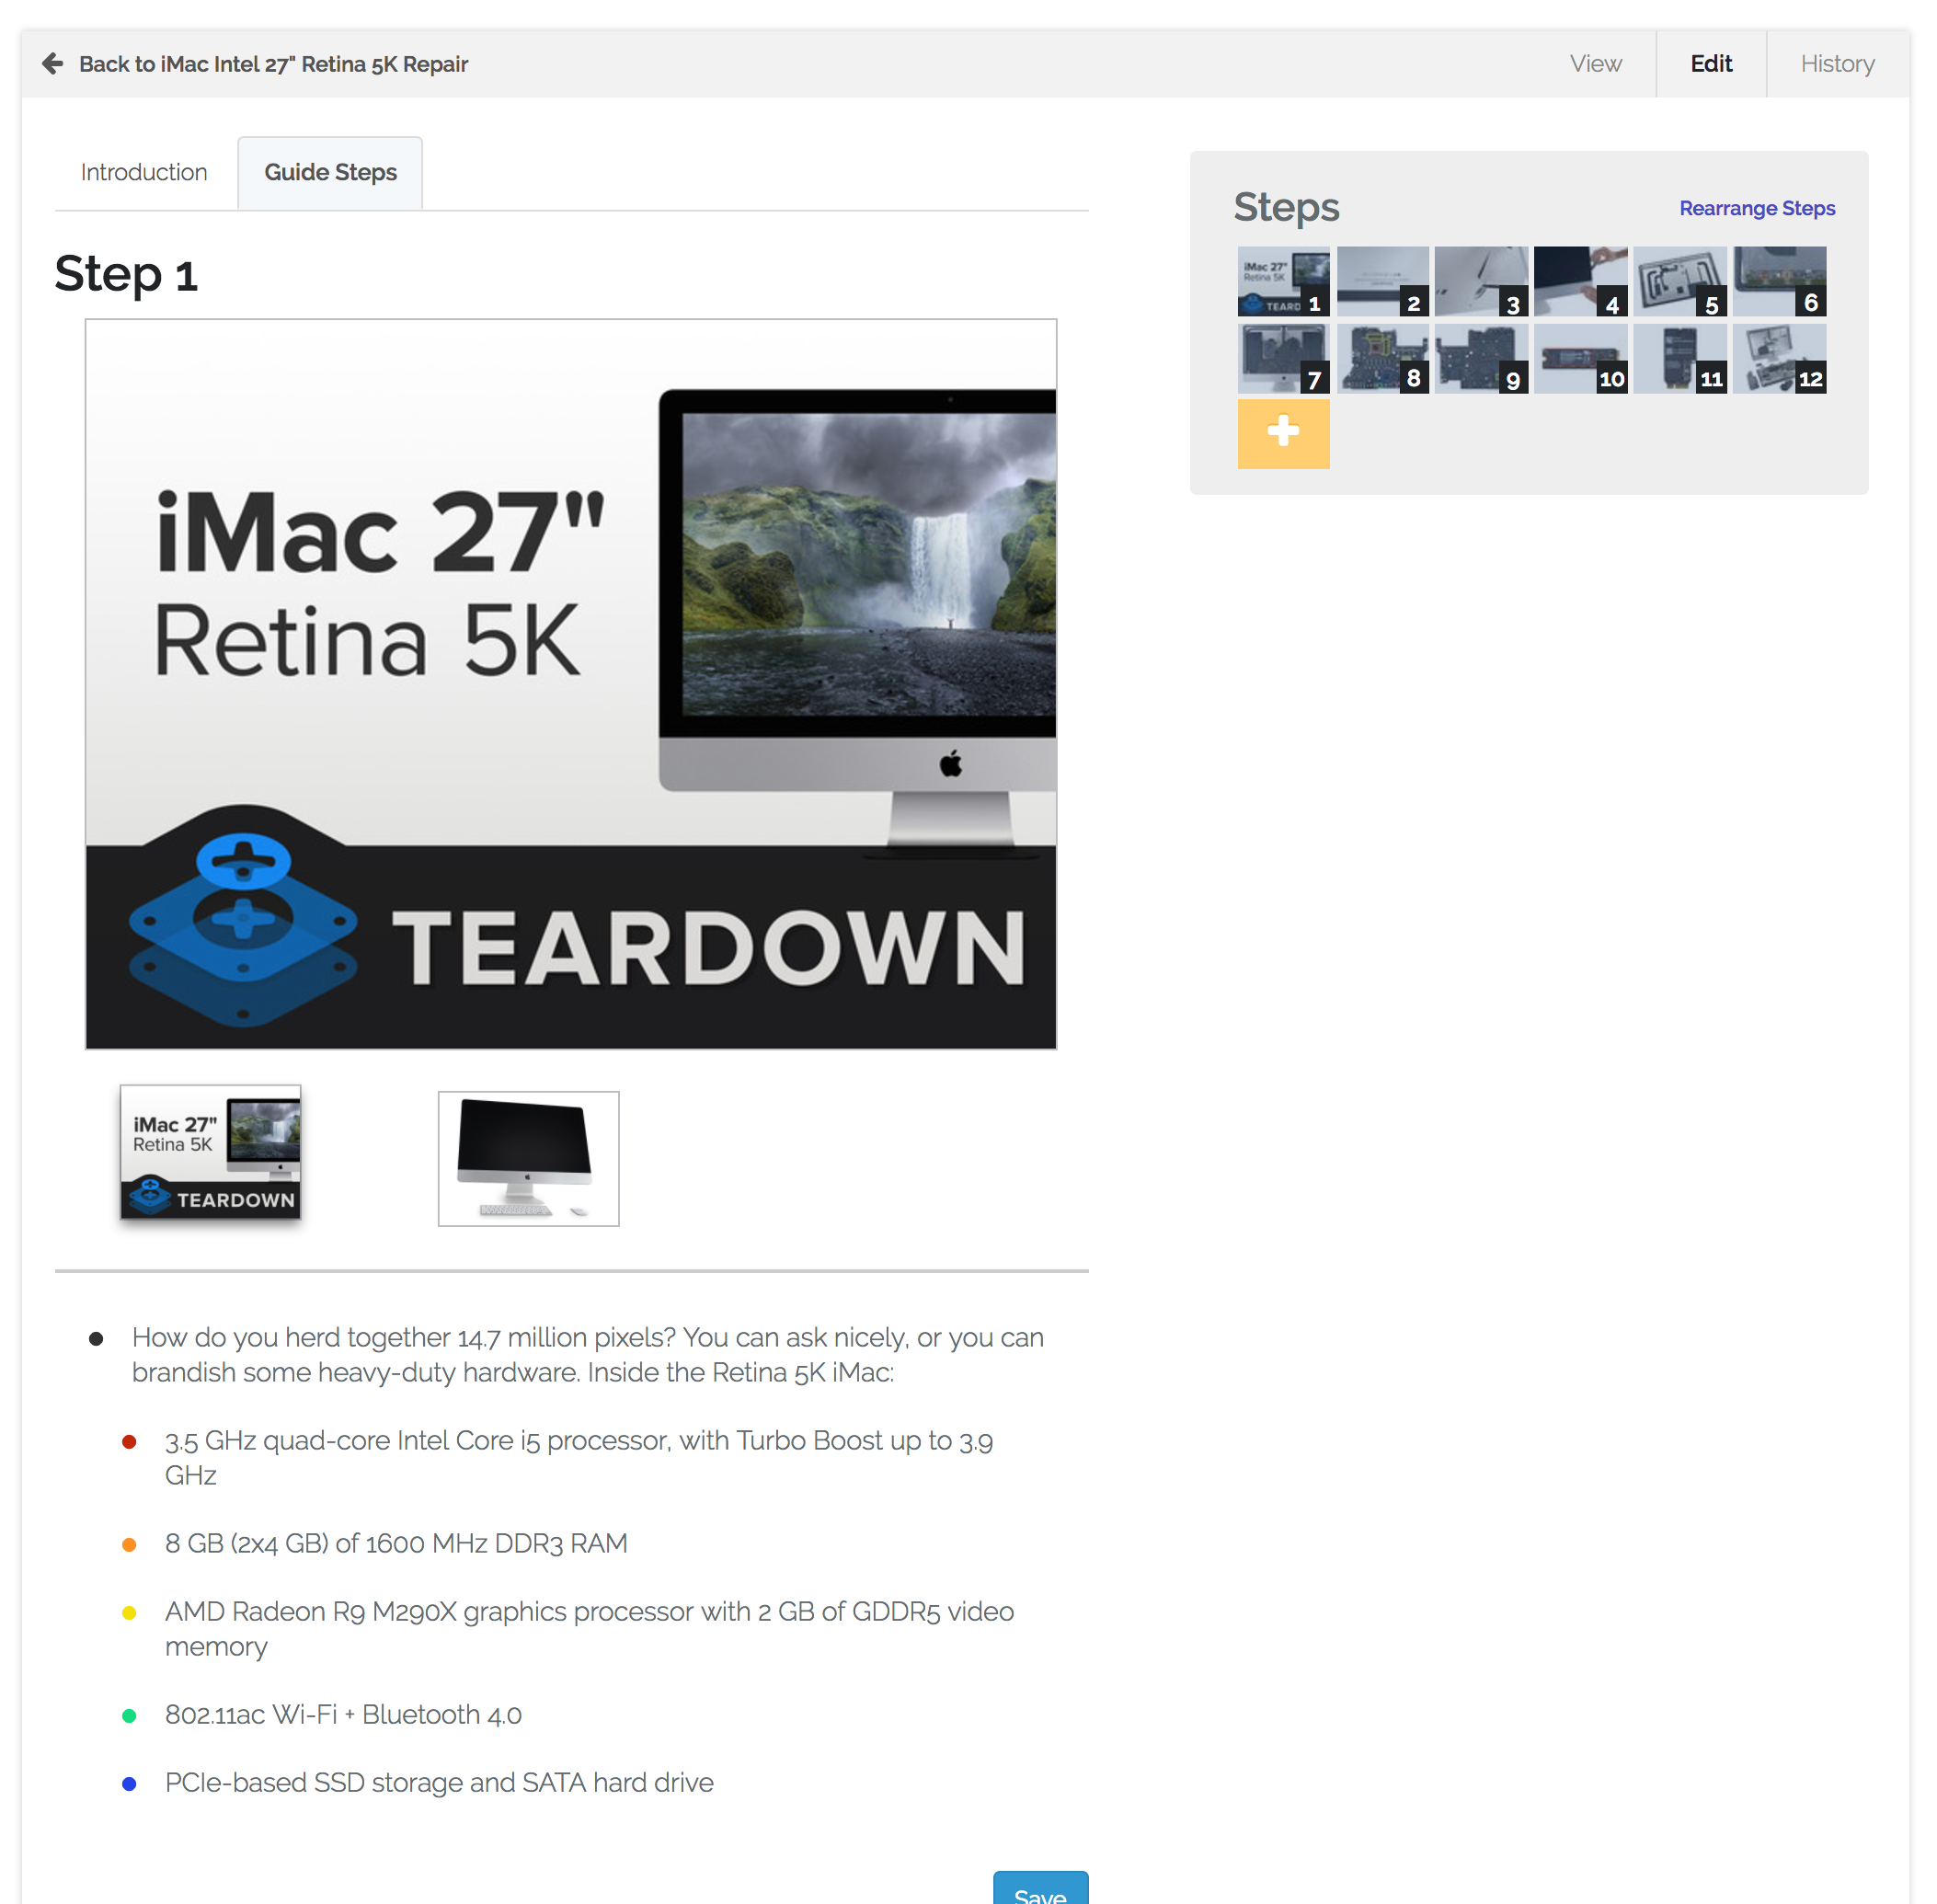 Back to iMac Intel 27" Retina 5K Repair
View
Edit
History
Introduction
Guide Steps
Step 1
iMac 27"
Retina 5K
TEARDOWN
iMac 27"
Retina 5K
TEARDOWN
How do you herd together 14.7 million pixels? You can ask nicely, or you can
brandish some heavy-duty hardware. Inside the Retina 5K iMac:
3.5 GHz quad-core Intel Core i5 processor, with Turbo Boost up to 3.9
GHz
8 GB (2x4 GB) of 1600 MHz DDR3 RAM
AMD Radeon R9 M290X graphics processor with 2 GB of GDDR5 video
memory
802.11ac Wi-Fi + Bluetooth 4.0
PCIe-based SSD storage and SATA hard drive
Save
Steps
Rearrange Steps
iMac 27"
Retina 5K
TEARD
1
2
3
4
5
6
7
8
9
10
11
12